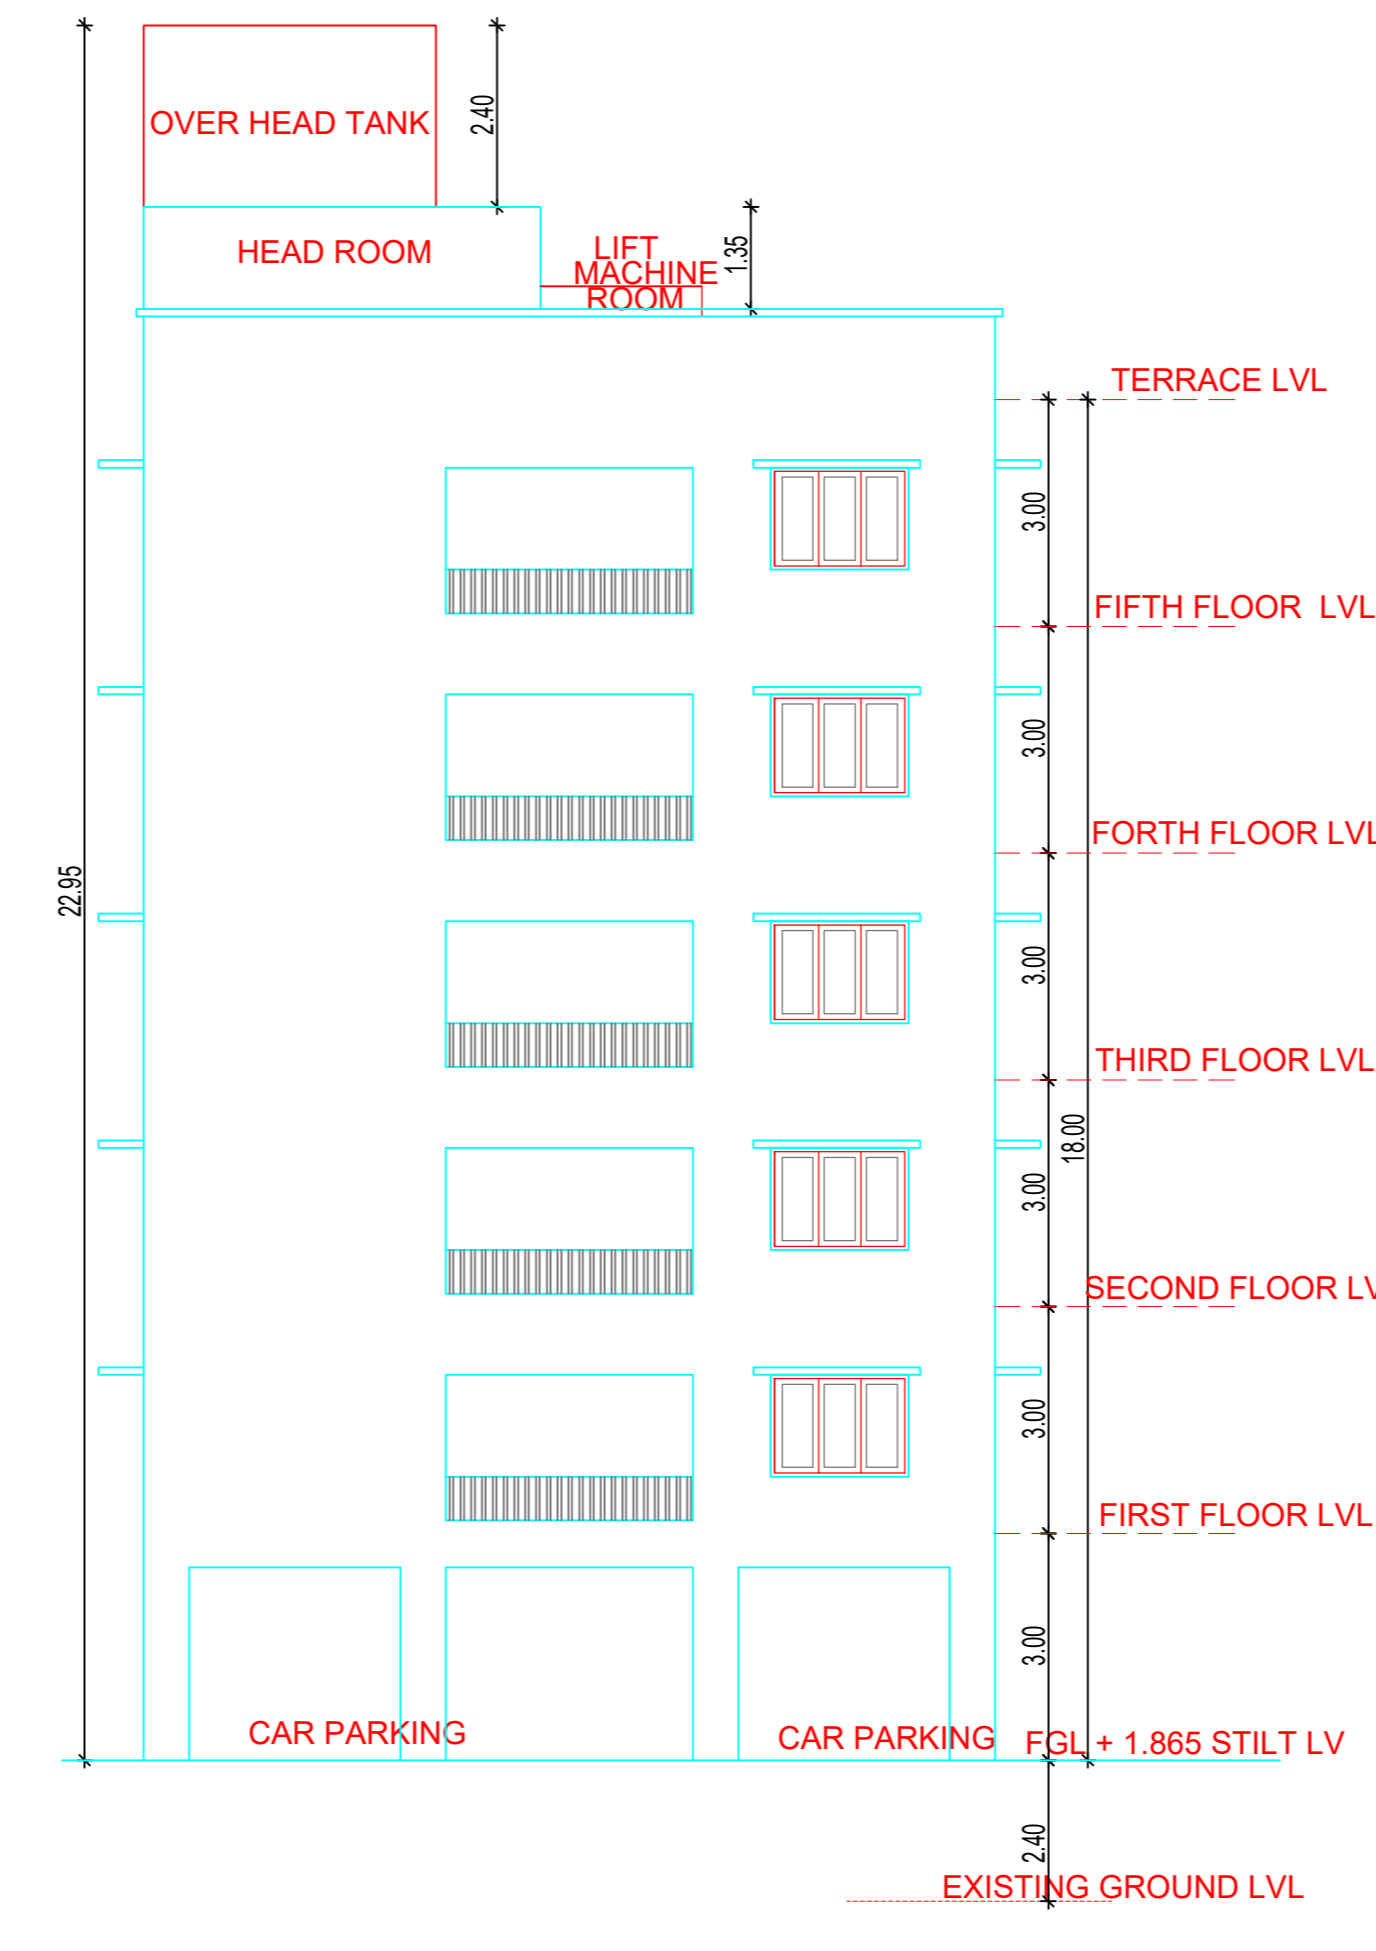 2.40
OVER HEAD TANK
HEAD ROOM
LIFT
MACHINE
ROOM
1.35
TERRACE LVL
3.00
FIFTH FLOOR  LVL
3.00
FORTH FLOOR LVL
22.95
3.00
THIRD FLOOR LVL
18.00
3.00
SECOND FLOOR LV
3.00
FIRST FLOOR LVL
3.00
CAR PARKING
CAR PARKING
FGL + 1.865 STILT LV
2.40
EXISTING GROUND LVL